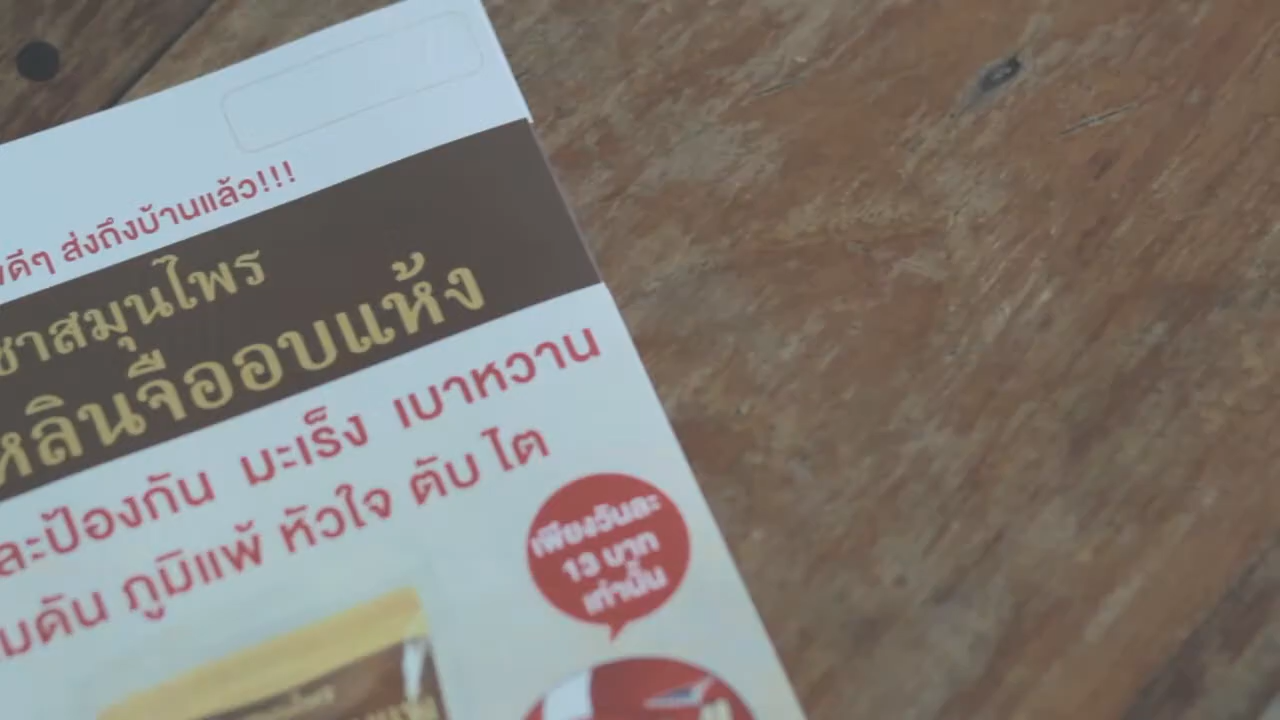 ดีๆ ส่งถึงบ้านแล้ว!!!
ชาสมุนไพร
หลินจืออบแห้ง
ละป้องกัน มะเร็ง เบาหวาน
มดัน ภูมิแพ้ หัวใจ ตับ ไต
เพียงวันละ
13 บาท
เท่านั้น